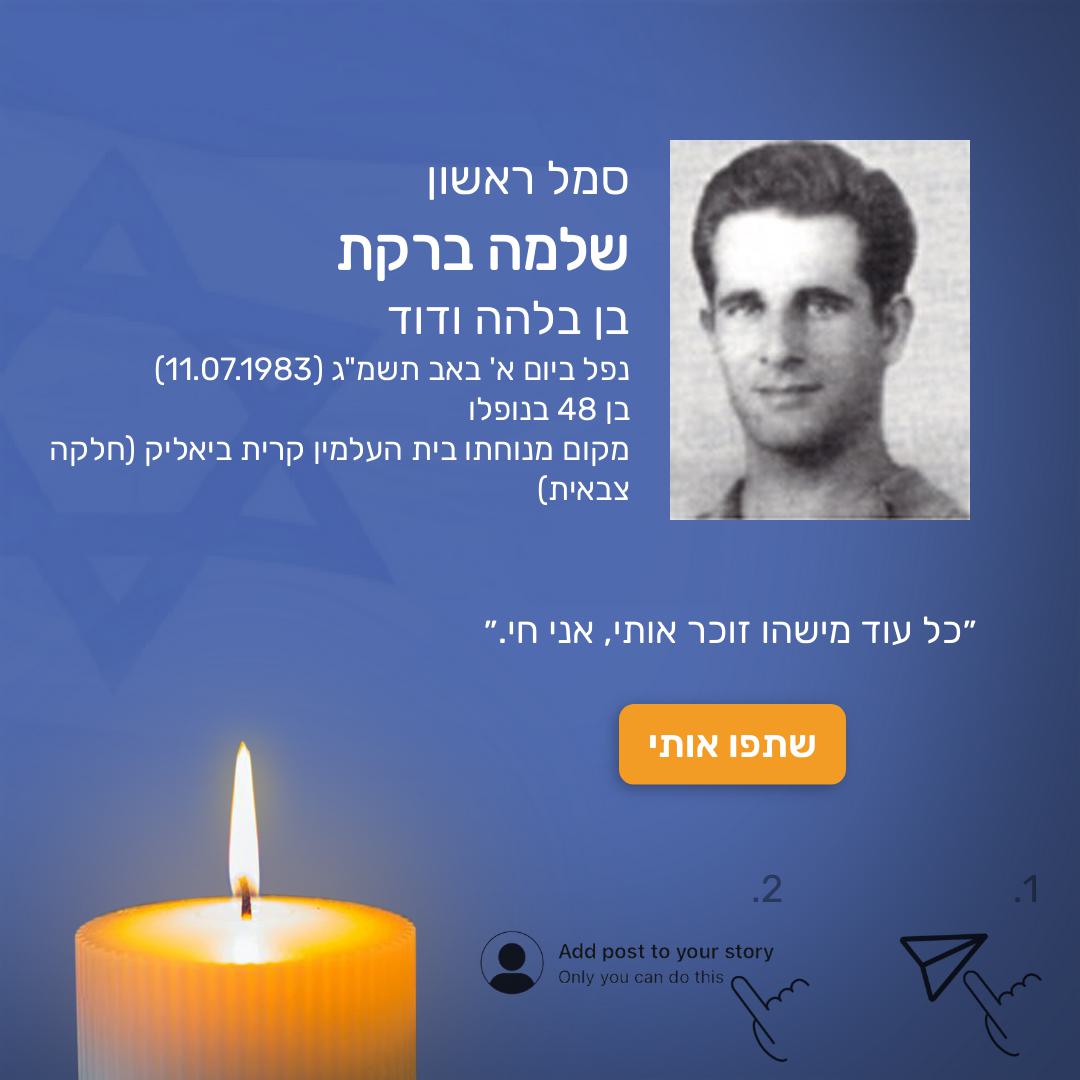 סמל ראשון
שלמה ברקת
בן בלהה ודוד
נפל ביום א' באב תשמ"ג (11.07.1983)
בן 48 בנופלו
מקום מנוחתו בית העלמין קרית ביאליק (חלקה
צבאית)
״כל עוד מישהו זוכר אותי, אני חי.״
שתפו אותי
1.
2.
Add post to your story
Only you can do this